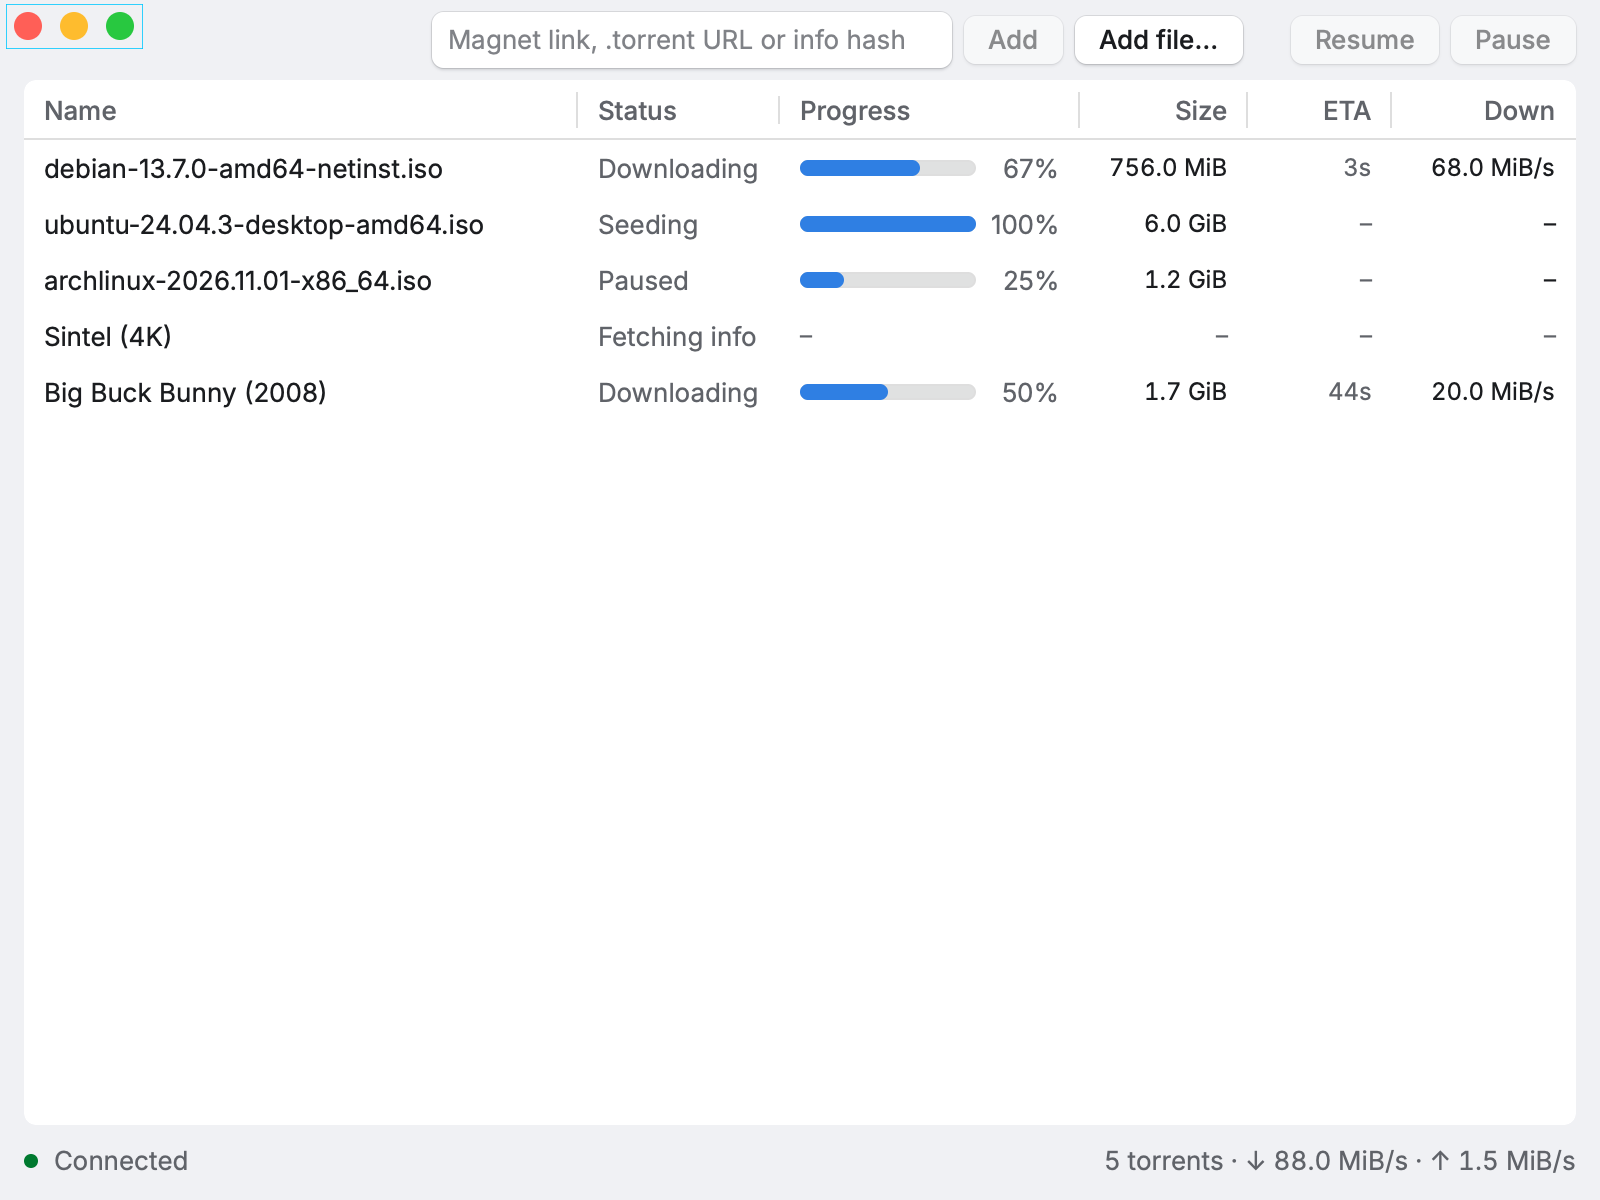 Magnet link, .torrent URL or info hash Add Add file... Resume Pause
Name Status Progress Size ETA Down
debian-13.7.0-amd64-netinst.iso Downloading 67% 756.0 MiB 3s 68.0 MiB/s
ubuntu-24.04.3-desktop-amd64.iso Seeding 100% 6.0 GiB – –
archlinux-2026.11.01-x86_64.iso Paused 25% 1.2 GiB – –
Sintel (4K) Fetching info – – – –
Big Buck Bunny (2008) Downloading 50% 1.7 GiB 44s 20.0 MiB/s
Connected 5 torrents · ↓ 88.0 MiB/s · ↑ 1.5 MiB/s